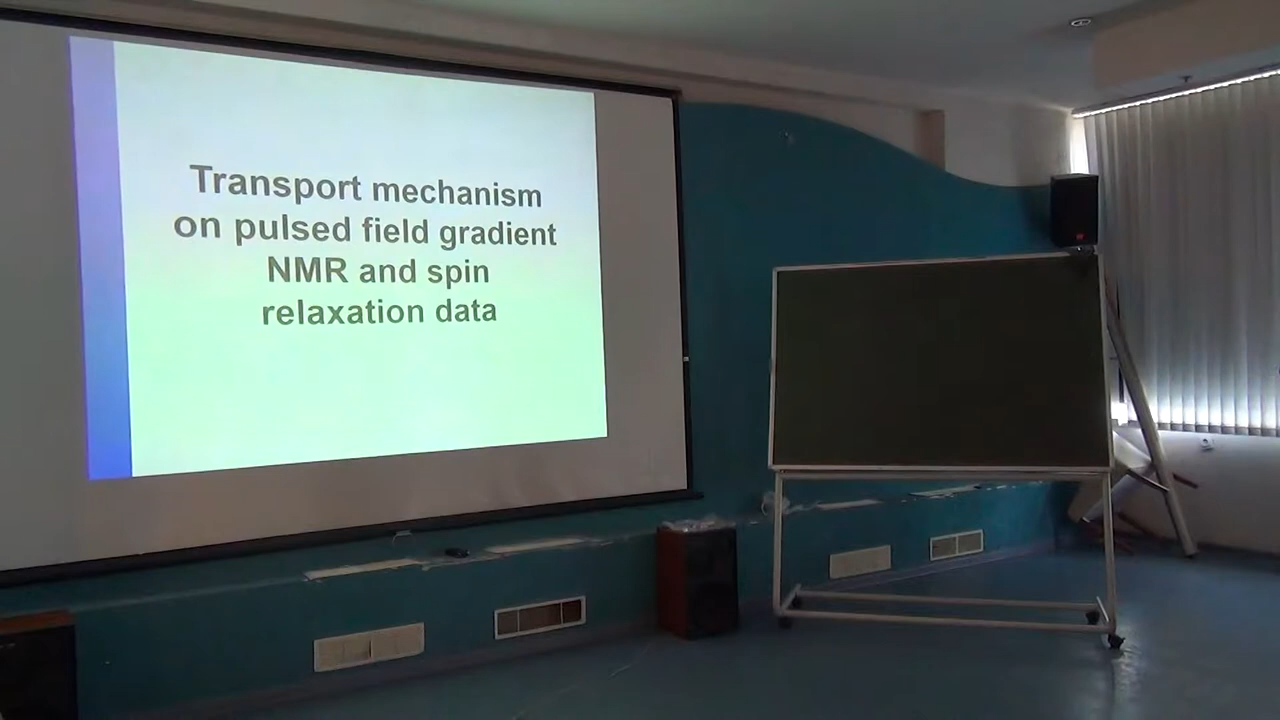 Transport mechanism
on pulsed field gradient
NMR and spin
relaxation data